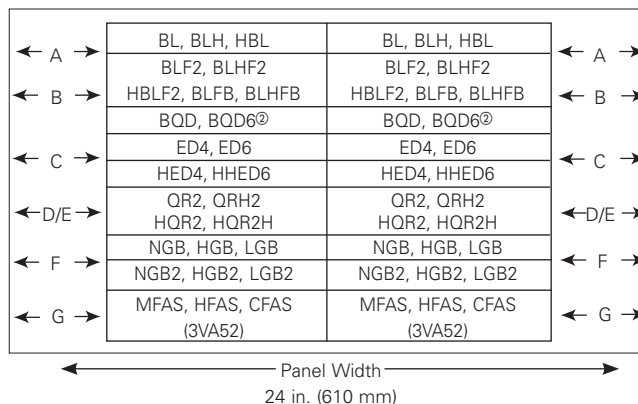 A BL, BLH, HBL BL, BLH, HBL A
BLF2, BLHF2 BLF2, BLHF2
B HBLF2, BLFB, BLHFB HBLF2, BLFB, BLHFB B
BQD, BQD6② BQD, BQD6②
C ED4, ED6 ED4, ED6 C
HED4, HHED6 HED4, HHED6
D/E QR2, QRH2 QR2, QRH2 D/E
HQR2, HQR2H HQR2, HQR2H
F NGB, HGB, LGB NGB, HGB, LGB F
NGB2, HGB2, LGB2 NGB2, HGB2, LGB2
G MFAS, HFAS, CFAS MFAS, HFAS, CFAS G
(3VA52) (3VA52)
Panel Width
24 in. (610 mm)